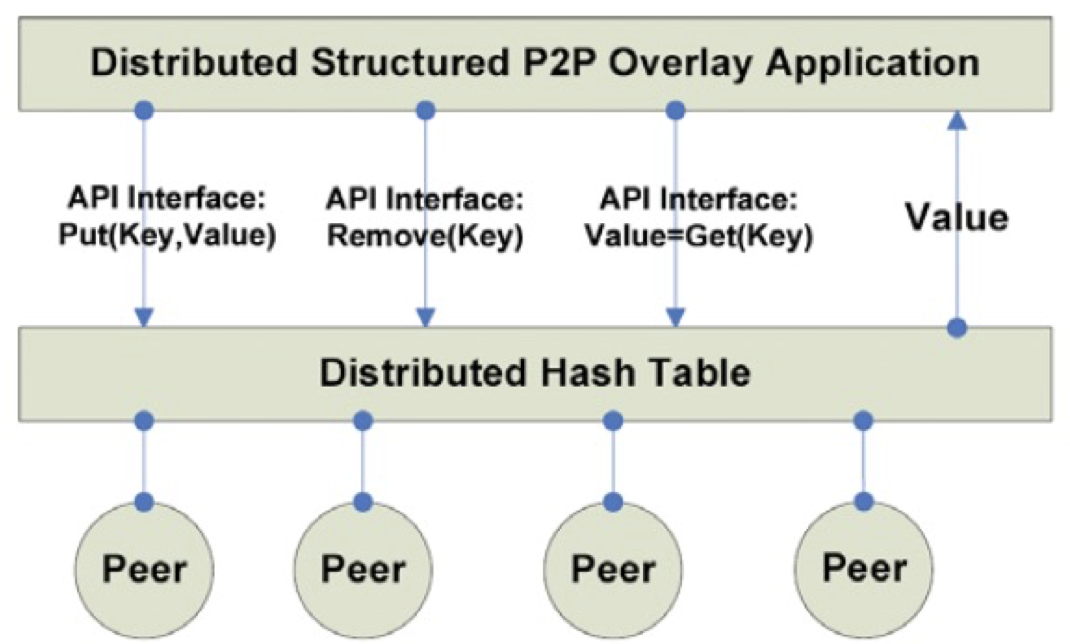 Distributed Structured P2P Overlay Application
API Interface:
Put(Key,Value)
API Interface:
Remove(Key)
API Interface:
Value=Get(Key)
Value
Distributed Hash Table
Peer
Peer
Peer
Peer